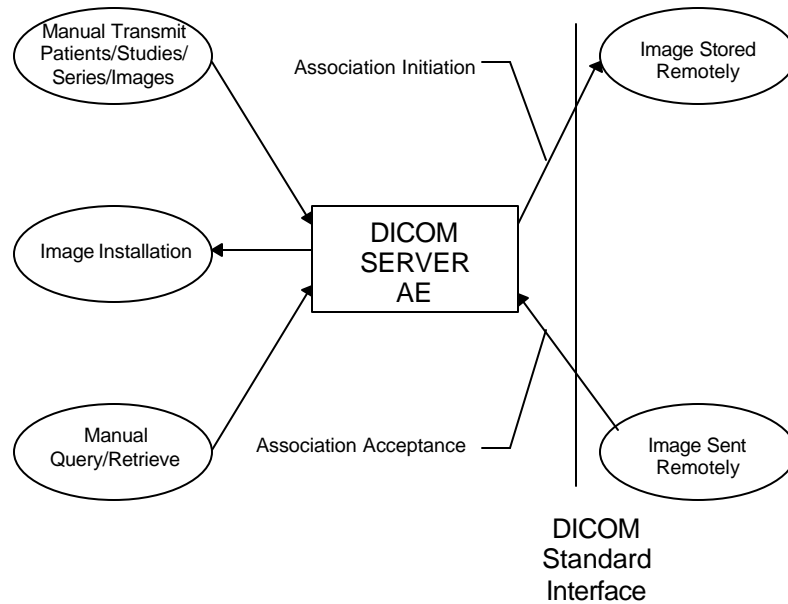 Manual Transmit
Patients/Studies/
Series/Images
Association Initiation
Image Stored
Remotely
Image Installation
DICOM
SERVER
AE
Manual
Query/Retrieve
Association Acceptance
Image Sent
Remotely
DICOM
Standard
Interface